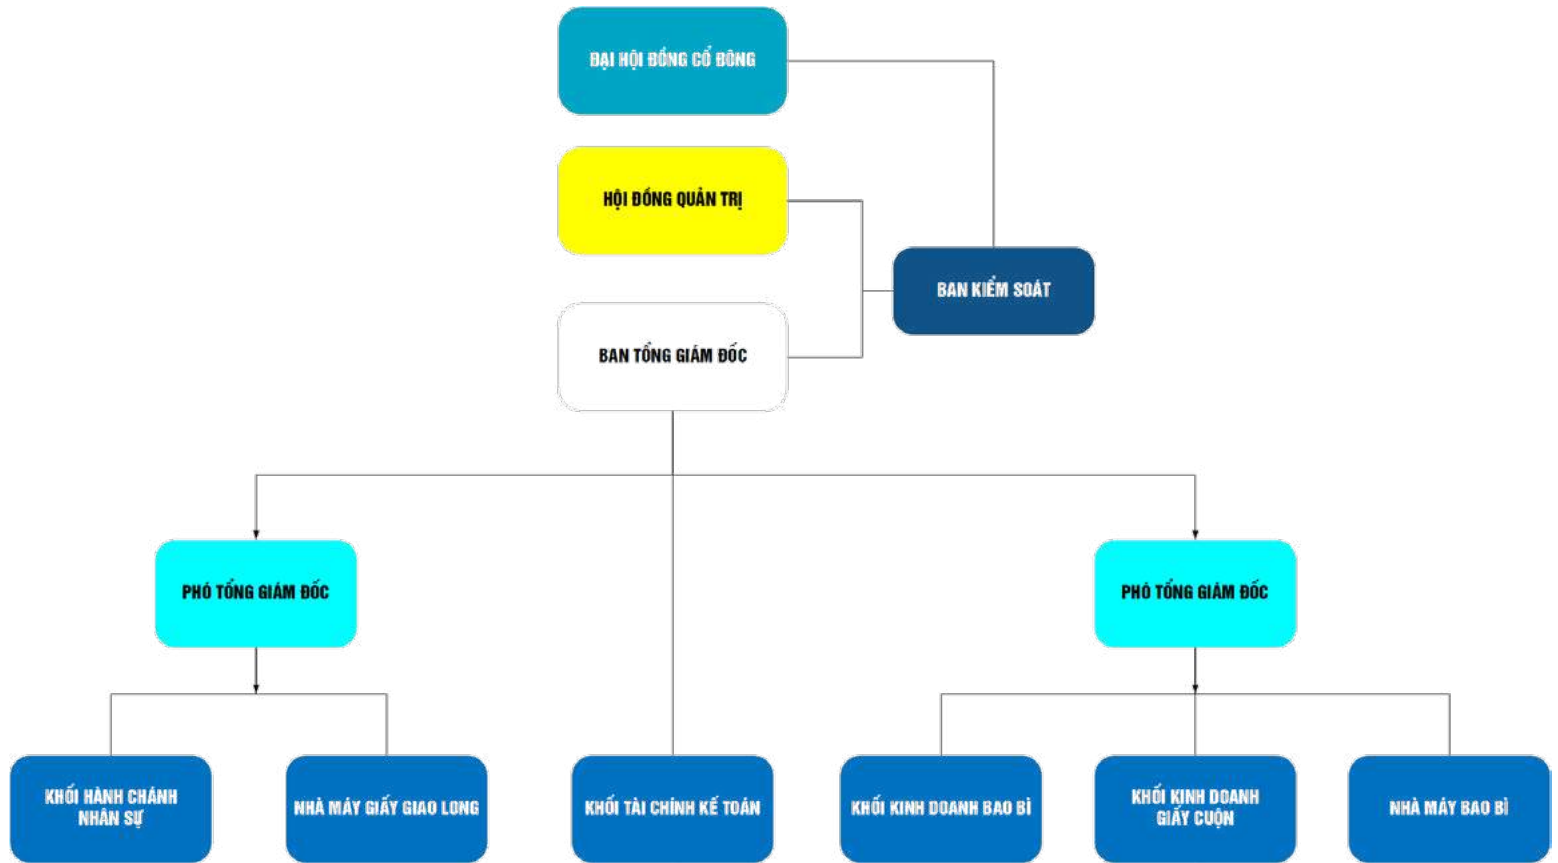 ĐẠI HỘI ĐỒNG CỔ ĐÔNG
HỘI ĐỒNG QUẢN TRỊ
BAN KIỂM SOÁT
BAN TỔNG GIÁM ĐỐC
PHÓ TỔNG GIÁM ĐỐC
PHÓ TỔNG GIÁM ĐỐC
KHỐI HÀNH CHÁNH
NHÂN SỰ
NHÀ MÁY GIẤY GIAO LONG
KHỐI TÀI CHÍNH KẾ TOÁN
KHỐI KINH DOANH BAO BÌ
KHỐI KINH DOANH
GIẤY CUỘN
NHÀ MÁY BAO BÌ